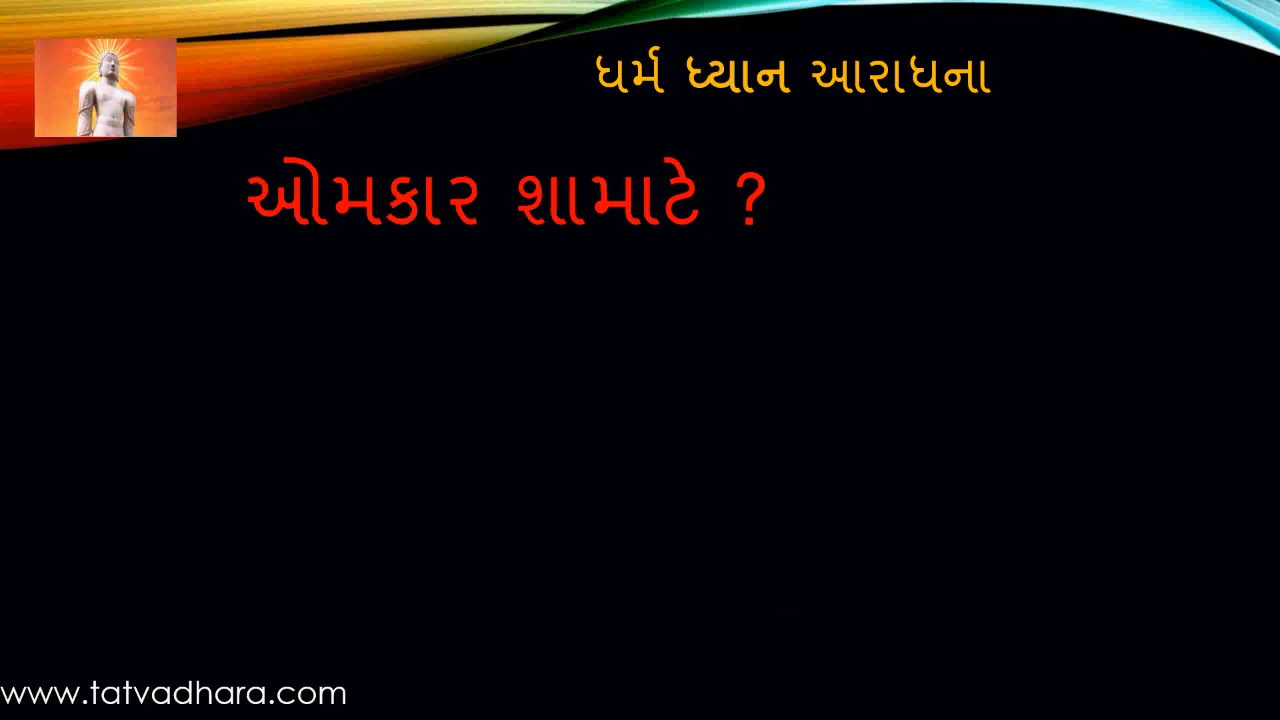 ધર્મ ધ્યાન આરાધના
ઓમકાર શામાટે ?
www.tatvadhara.com